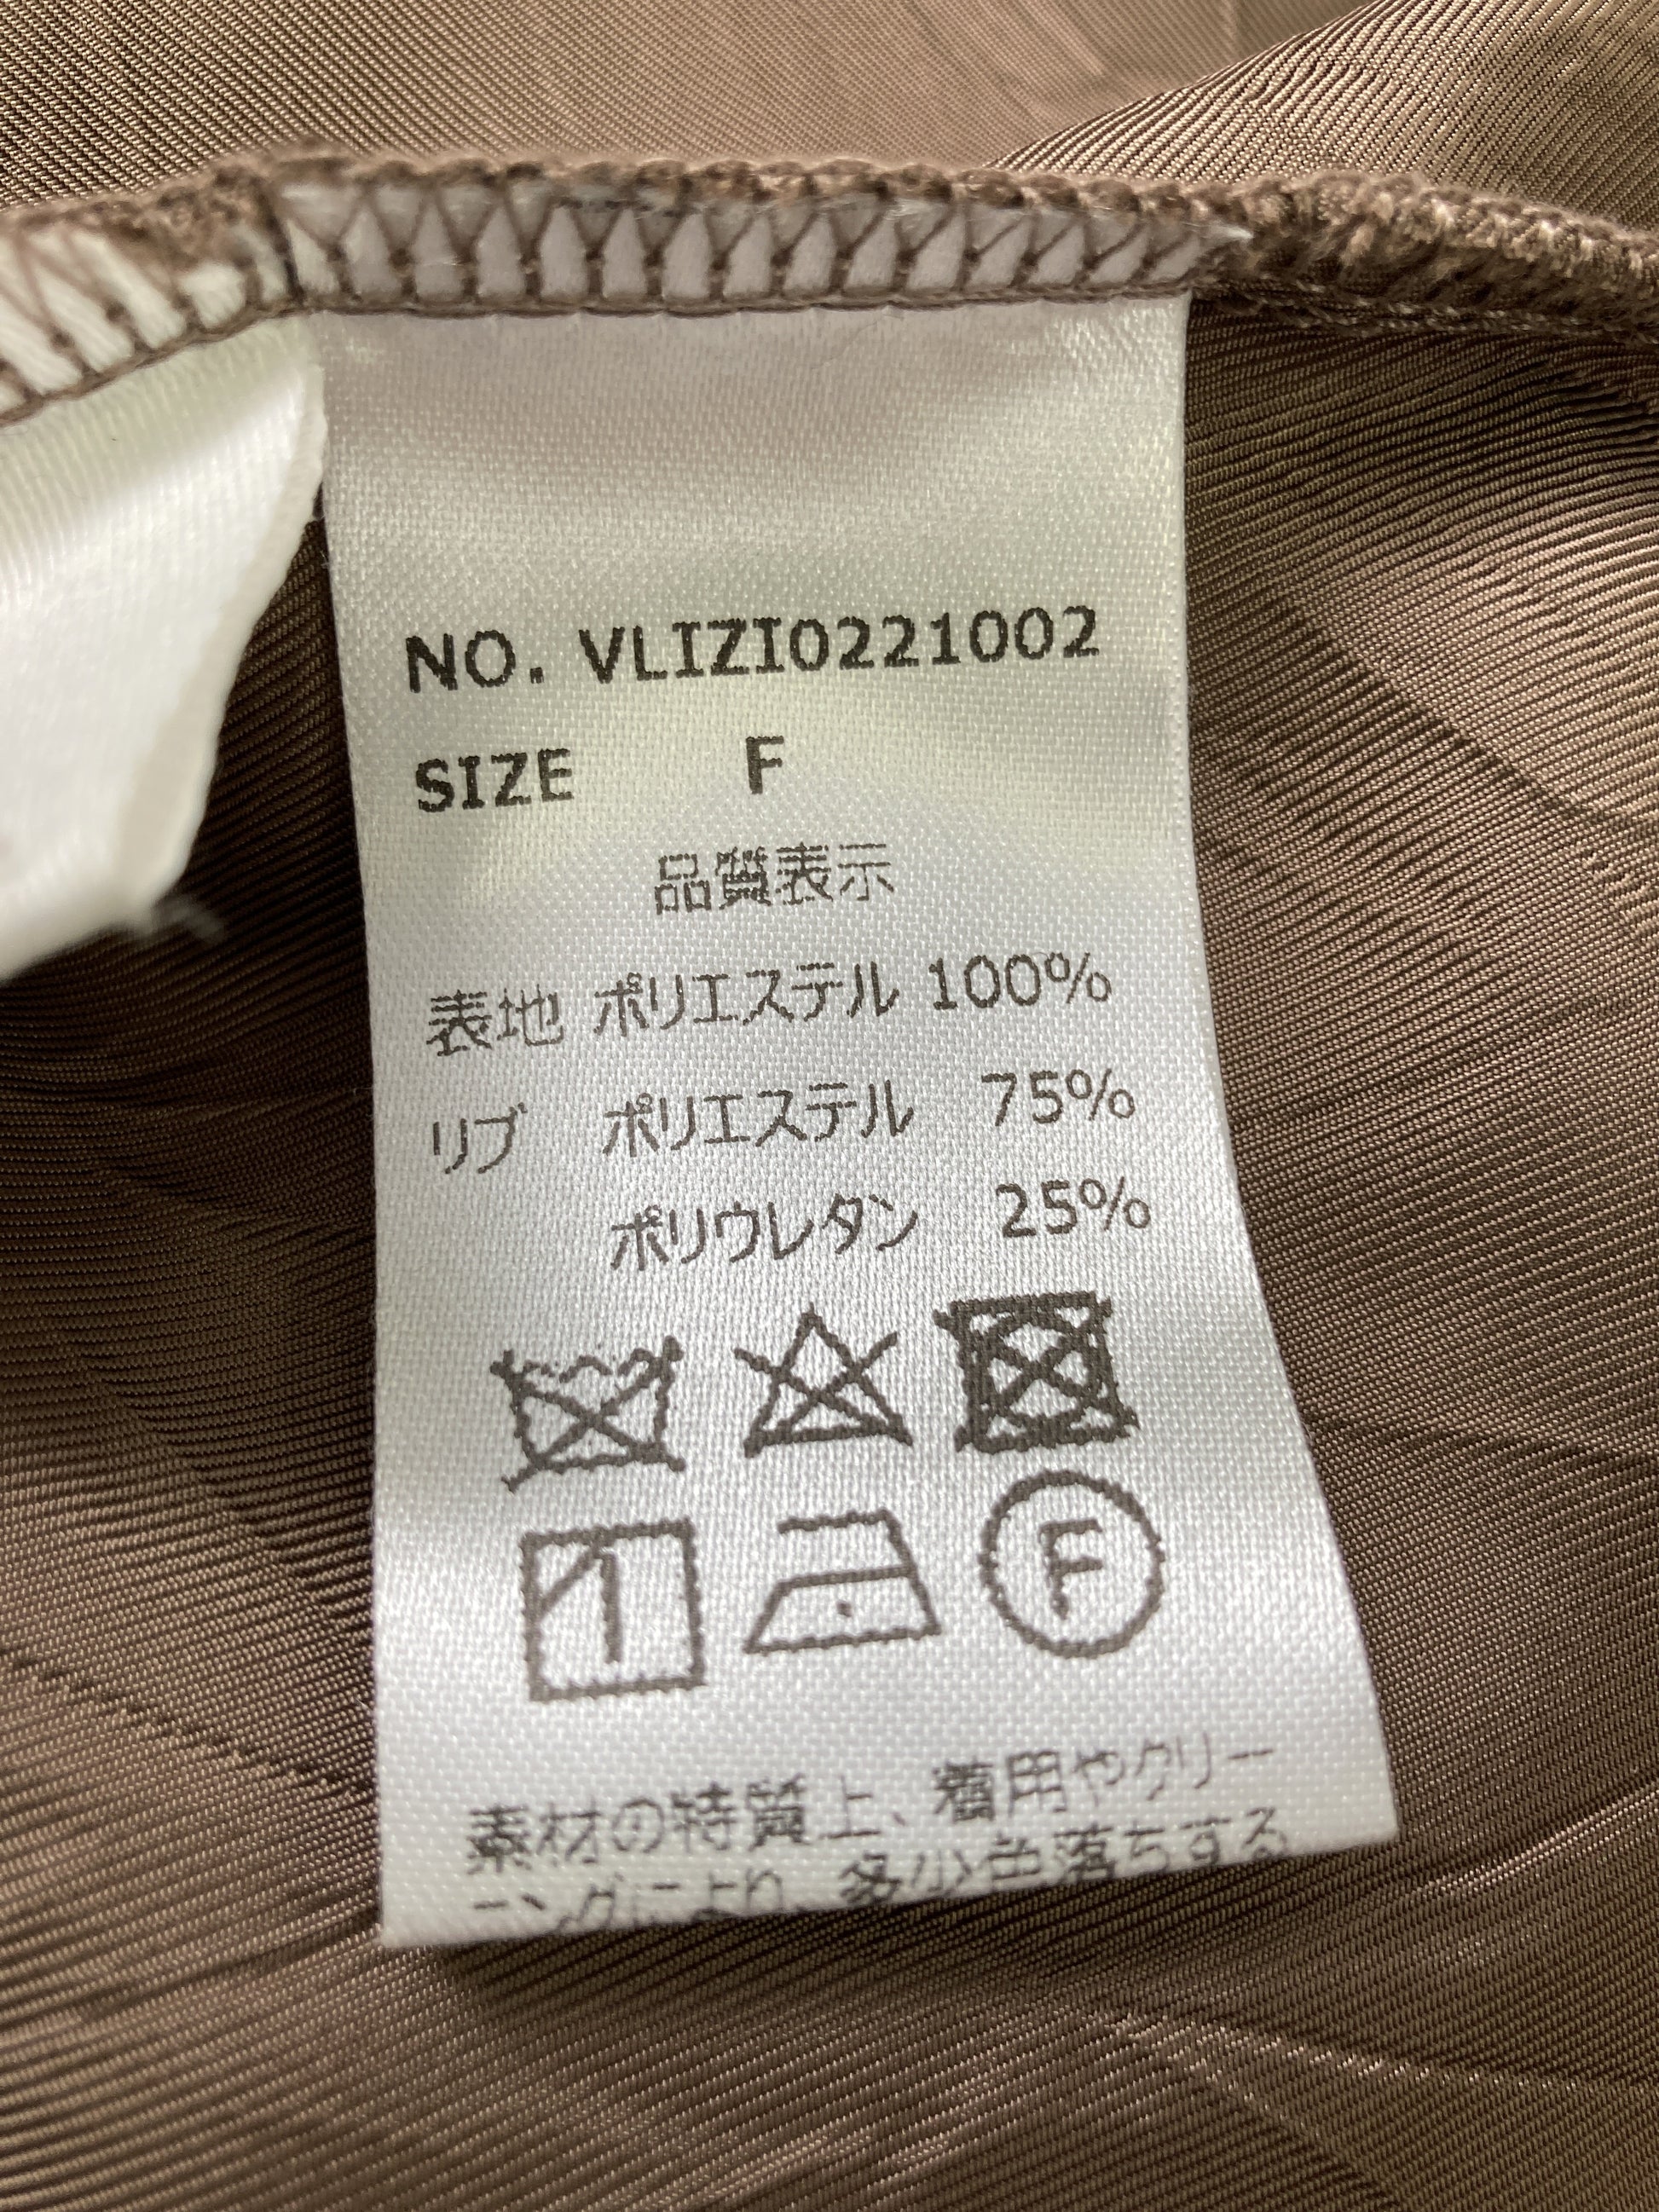 NO. VLIZI0221002
SIZE F
品質表示
表地 ポリエステル 100%
リブ ポリエステル 75%
ポリウレタン 25%
1
F
素材の特質上、着用やクリー
ニングにより、多少色落ちする